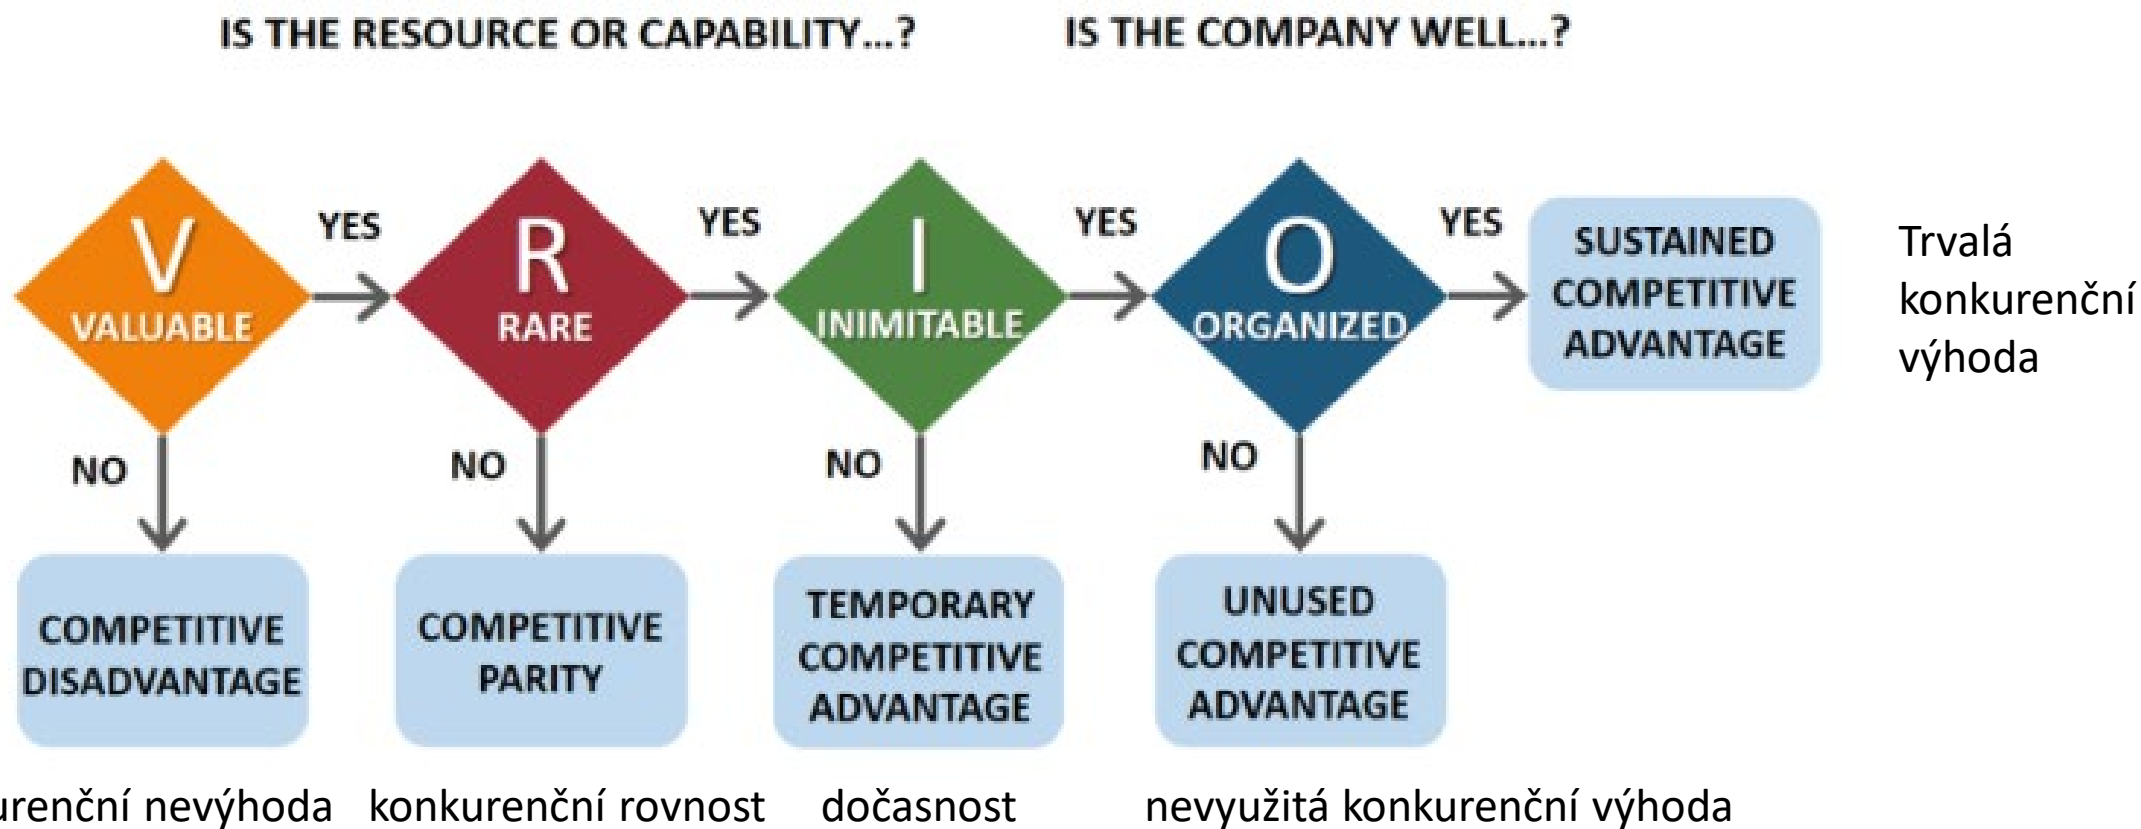 IS THE RESOURCE OR CAPABILITY...?
IS THE COMPANY WELL...?
V
VALUABLE
YES
R
RARE
YES
I
INIMITABLE
YES
O
ORGANIZED
YES
SUSTAINED
COMPETITIVE
ADVANTAGE
Trvalá
konkurenční
výhoda
NO
NO
NO
NO
COMPETITIVE
DISADVANTAGE
COMPETITIVE
PARITY
TEMPORARY
COMPETITIVE
ADVANTAGE
UNUSED
COMPETITIVE
ADVANTAGE
nevýhoda
konkurenční rovnost
dočasnost
nevyužitá konkurenční výhoda